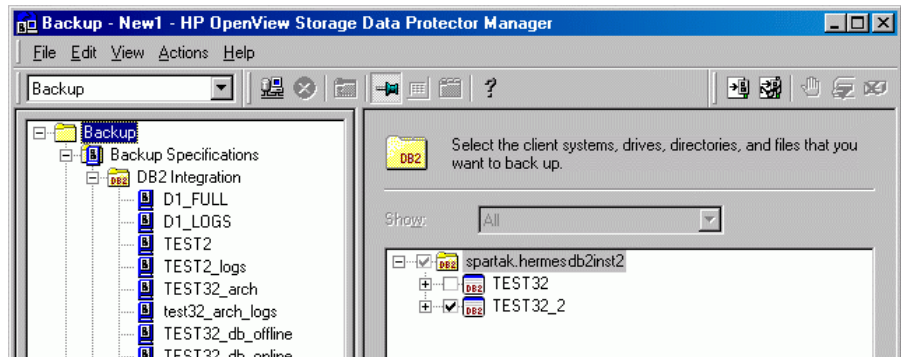 Backup - New1 - HP OpenView Storage Data Protector Manager
File Edit View Actions Help
Backup
?
Backup
Backup Specifications
DB2 Integration
D1_FULL
D1_LOGS
TEST2
TEST2_logs
TEST32_arch
test32_arch_logs
TEST32_db_offline
TEST32_db_online
DB2
Select the client systems, drives, directories, and files that you
want to back up.
Show:
All
spartak.hermes db2inst2
TEST32
TEST32_2